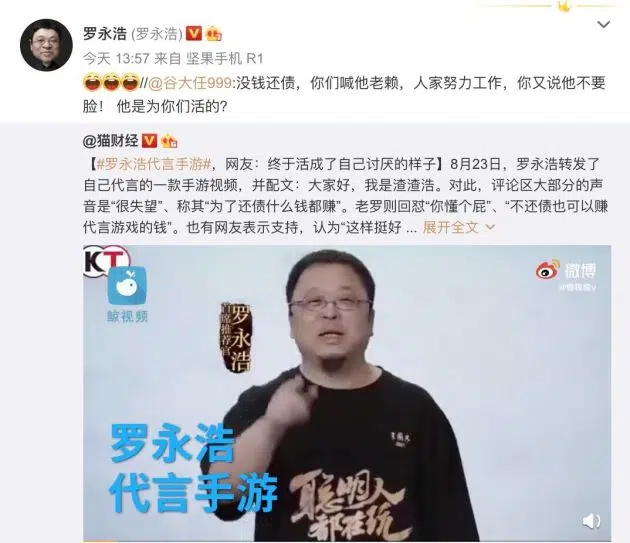 罗永浩 (罗永浩)
今天 13:57 来自 坚果手机 R1
//@谷大任999:没钱还债，你们喊他老赖，人家努力工作，你又说他不要
脸！ 他是为你们活的?
@猫财经
【#罗永浩代言手游#，网友：终于活成了自己讨厌的样子】8月23日，罗永浩转发了
自己代言的一款手游视频，并配文：大家好，我是渣渣浩。对此，评论区大部分的声
音是“很失望”、称其“为了还债什么钱都赚”。老罗则回怼“你懂个屁”、“不还债也可以赚
代言游戏的钱”。也有网友表示支持，认为“这样挺好 ... 展开全文
KT
鲸视频
首席推荐官
罗永浩
微博
罗永浩
代言手游
聪明人
都在玩